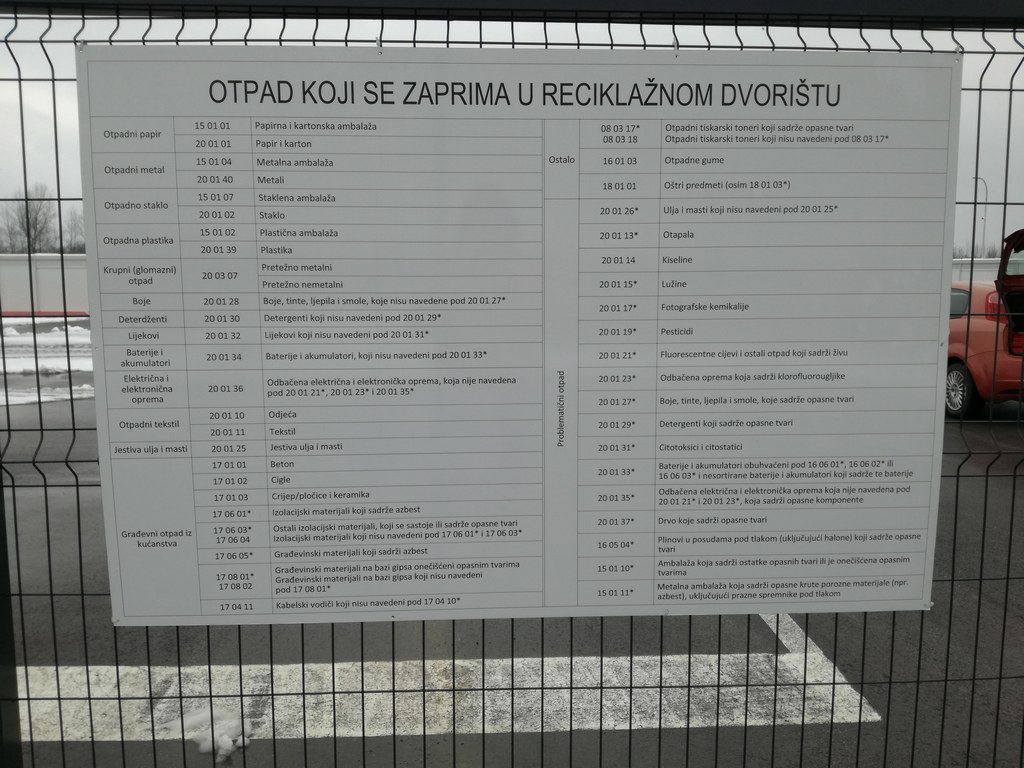 OTPAD KOJI SE ZAPRIMA U RECIKLAŽNOM DVORIŠTU
Otpadni papir
15 01 01 Papirna i kartonska ambalaža
20 01 01 Papir i karton
Otpadni metal
15 01 04 Metalna ambalaža
20 01 40 Metali
Otpadno staklo
15 01 07 Staklena ambalaža
20 01 02 Staklo
Otpadna plastika
15 01 02 Plastična ambalaža
20 01 39 Plastika
Krupni (glomazni)
otpad
20 03 07
Pretežno metalni
Pretežno nemetalni
Boje 20 01 28 Boje, tinte, ljepila i smole, koje nisu navedene pod 20 01 27*
Deterdženti 20 01 30 Detergenti koji nisu navedeni pod 20 01 29*
Lijekovi 20 01 32 Lijekovi koji nisu navedeni pod 20 01 31*
Baterije i
akumulatori
20 01 34 Baterije i akumulatori, koji nisu navedeni pod 20 01 33*
Električna i
elektronična
oprema
20 01 36
Odbačena električna i elektronička oprema, koja nije navedena
pod 20 01 21*, 20 01 23* i 20 01 35*
Otpadni tekstil
20 01 10 Odjeća
20 01 11 Tekstil
Jestiva ulja i masti 20 01 25 Jestiva ulja i masti
Građevni otpad iz
kućanstva
17 01 01 Beton
17 01 02 Cigle
17 01 03 Crijep/pločice i keramika
17 06 01* Izolacijski materijali koji sadrže azbest
17 06 03* Ostali izolacijski materijali, koji se sastoje ili sadrže opasne tvari
17 06 04 Izolacijski materijali koji nisu navedeni pod 17 06 01* i 17 06 03*
17 06 05* Građevinski materijali koji sadrži azbest
17 08 01*
17 08 02
Građevinski materijali na bazi gipsa onečišćeni opasnim tvarima
Građevinski materijali na bazi gipsa koji nisu navedeni
pod 17 08 01*
17 04 11 Kabelski vodiči koji nisu navedeni pod 17 04 10*
Ostalo
08 03 17* Otpadni tiskarski toneri koji sadrže opasne tvari
08 03 18 Otpadni tiskarski toneri koji nisu navedeni pod 08 03 17*
16 01 03 Otpadne gume
18 01 01 Oštri predmeti (osim 18 01 03*)
Problematični otpad
20 01 26* Ulja i masti koji nisu navedeni pod 20 01 25*
20 01 13* Otapala
20 01 14 Kiseline
20 01 15* Lužine
20 01 17* Fotografske kemikalije
20 01 19* Pesticidi
20 01 21* Fluorescentne cijevi i ostali otpad koji sadrži živu
20 01 23* Odbačena oprema koja sadrži klorofluorougljike
20 01 27* Boje, tinte, ljepila i smole, koje sadrže opasne tvari
20 01 29* Detergenti koji sadrže opasne tvari
20 01 31* Citotoksici i citostatici
20 01 33*
Baterije i akumulatori obuhvaćeni pod 16 06 01*, 16 06 02* ili
16 06 03* i nesortirane baterije i akumulatori koji sadrže te baterije
20 01 35*
Odbačena električna i elektronička oprema koja nije navedena pod
20 01 21* i 20 01 23*, koja sadrži opasne komponente
20 01 37* Drvo koje sadrži opasne tvari
16 05 04*
Plinovi u posudama pod tlakom (uključujući halone) koji sadrže opasne
tvari
15 01 10*
Ambalaža koja sadrži ostatke opasnih tvari ili je onečišćena opasnim
tvarima
15 01 11*
Metalna ambalaža koja sadrži opasne krute porozne materijale (npr.
azbest), uključujući prazne spremnike pod tlakom